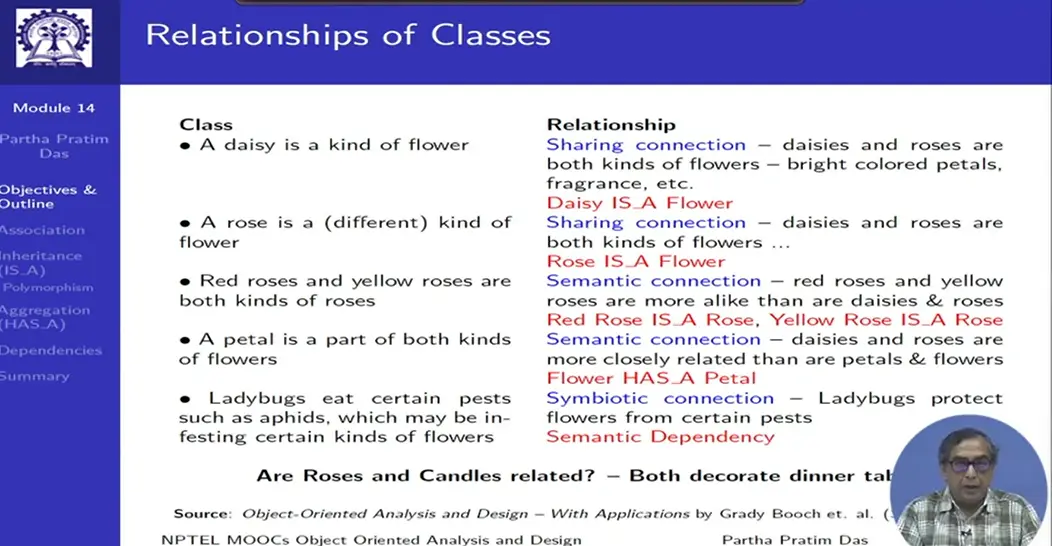 Relationships of Classes
Module 14
Partha Pratim
Das
Objectives &
Outline
Association
Inheritance
(IS_A)
Polymorphism
Aggregation
(HAS_A)
Dependencies
Summary
Class
Relationship
• A daisy is a kind of flower
Sharing connection – daisies and roses are
both kinds of flowers – bright colored petals,
fragrance, etc.
Daisy IS_A Flower
• A rose is a (different) kind of
flower
Sharing connection – daisies and roses are
both kinds of flowers ...
Rose IS_A Flower
• Red roses and yellow roses are
both kinds of roses
Semantic connection – red roses and yellow
roses are more alike than are daisies & roses
Red Rose IS_A Rose, Yellow Rose IS_A Rose
• A petal is a part of both kinds
of flowers
Semantic connection – daisies and roses are
more closely related than are petals & flowers
Flower HAS_A Petal
• Ladybugs eat certain pests
such as aphids, which may be in-
festing certain kinds of flowers
Symbiotic connection – Ladybugs protect
flowers from certain pests
Semantic Dependency
Are Roses and Candles related? – Both decorate dinner
Source: Object-Oriented Analysis and Design – With Applications by Grady Booch et. al.
NPTEL MOOCs Object Oriented Analysis and Design
Partha Pratim Das